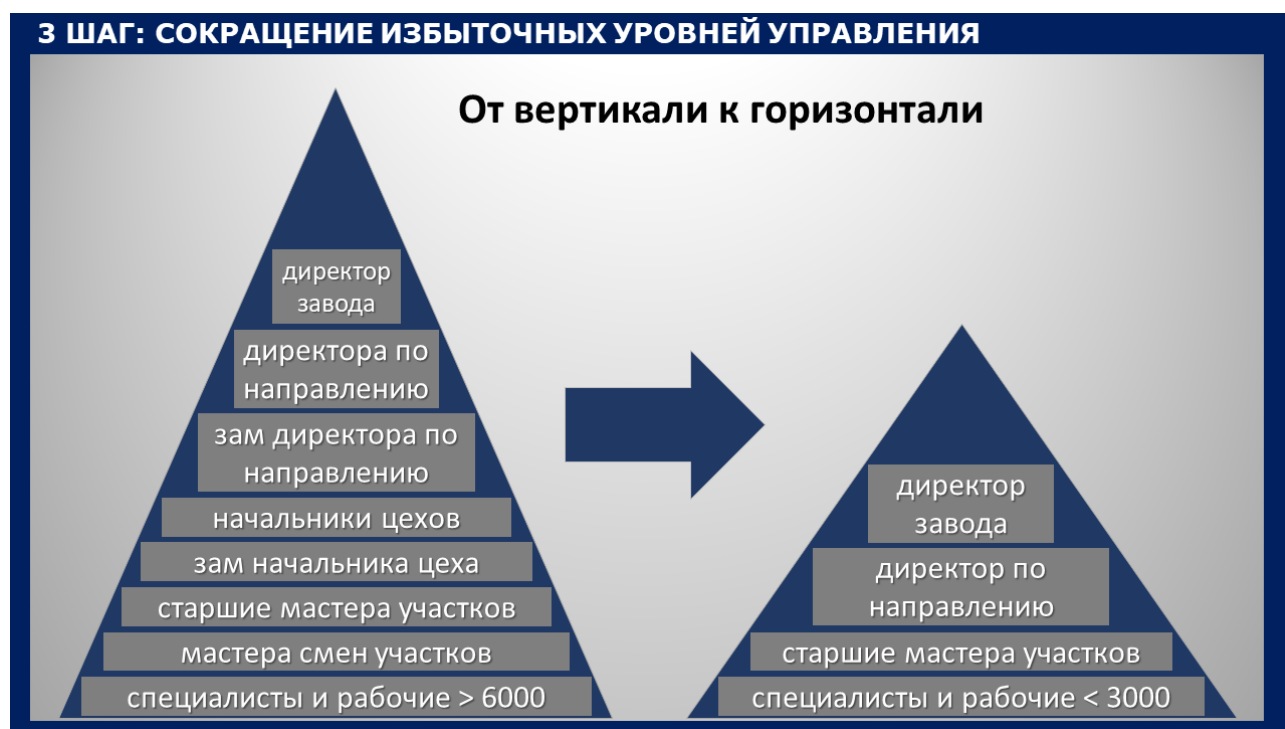 3 ШАГ: СОКРАЩЕНИЕ ИЗБЫТОЧНЫХ УРОВНЕЙ УПРАВЛЕНИЯ
От вертикали к горизонтали
директор
завода
директора по
направлению
зам директора по
направлению
начальники цехов
зам начальника цеха
старшие мастера участков
мастера смен участков
специалисты и рабочие > 6000
директор
завода
директор по
направлению
старшие мастера участков
специалисты и рабочие < 3000